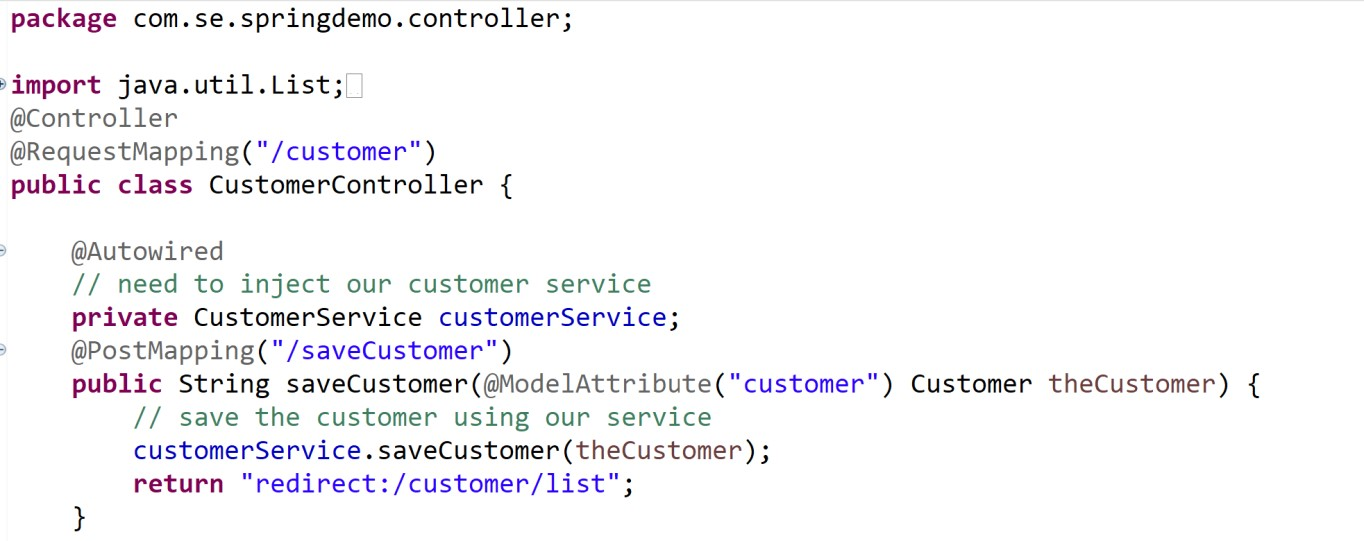 package com.se.springdemo.controller;
import java.util.List;
@Controller
@RequestMapping("/customer")
public class CustomerController {
@Autowired
// need to inject our customer service
private CustomerService customerService;
@PostMapping("/saveCustomer")
public String saveCustomer(@ModelAttribute("customer") Customer theCustomer) {
// save the customer using our service
customerService.saveCustomer(theCustomer);
return "redirect:/customer/list";
}